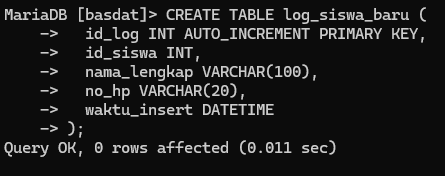 MariaDB [basdat]> CREATE TABLE log_siswa_baru (
    ->   id_log INT AUTO_INCREMENT PRIMARY KEY,
    ->   id_siswa INT,
    ->   nama_lengkap VARCHAR(100),
    ->   no_hp VARCHAR(20),
    ->   waktu_insert DATETIME
    -> );
Query OK, 0 rows affected (0.011 sec)